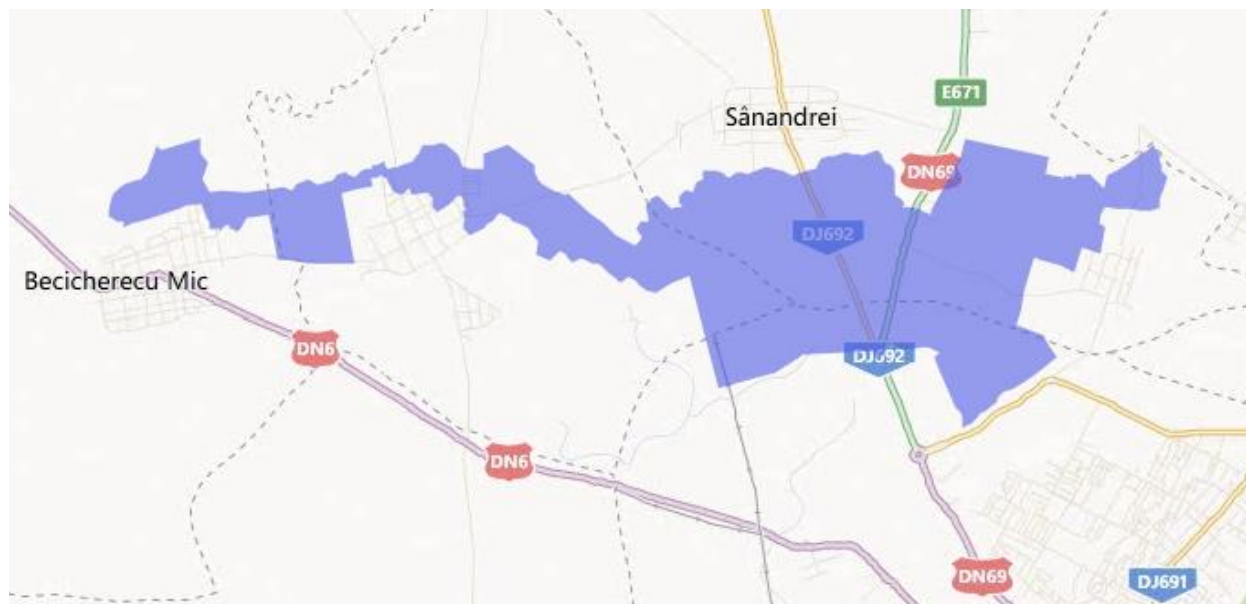 E671
Sânandrei
DN69
DJ692
Becicherecu Mic
DN6
DJ692
DN6
DN69
DJ691